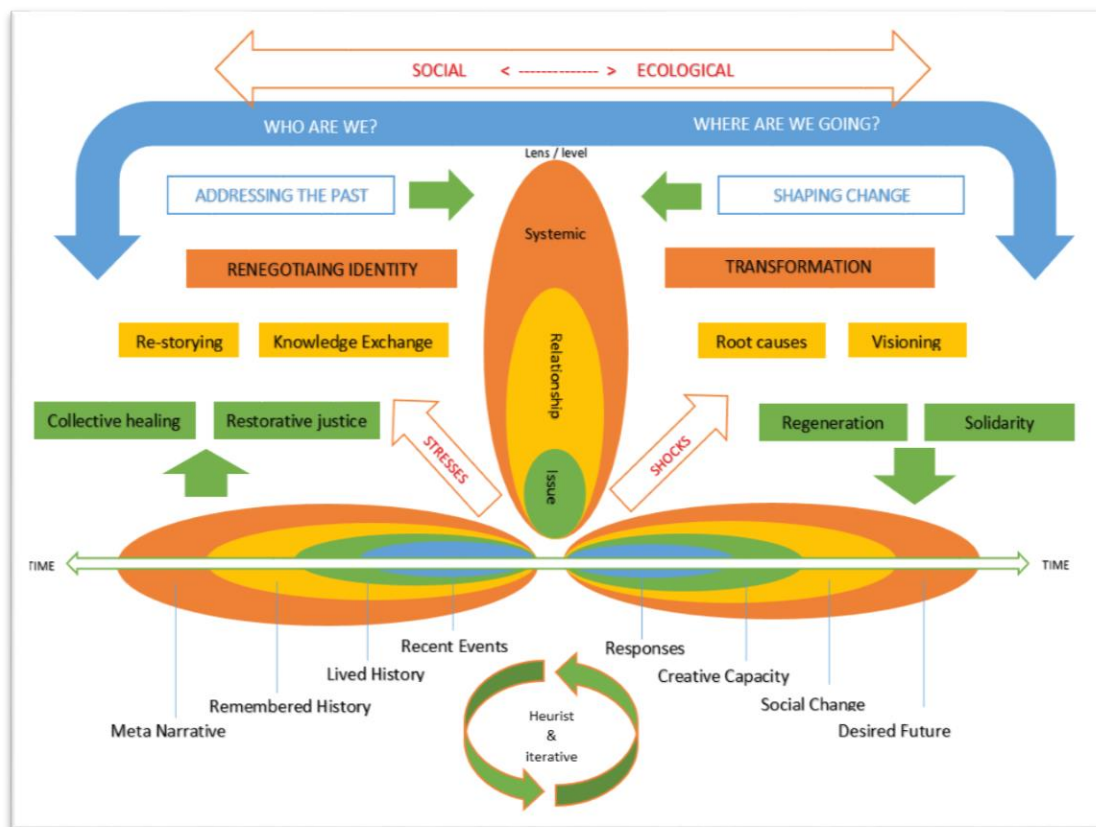 SOCIAL < -------------- > ECOLOGICAL
WHO ARE WE?
WHERE ARE WE GOING?
Lens / level
ADDRESSING THE PAST
SHAPING CHANGE
Systemic
RENEGOTIAING IDENTITY
TRANSFORMATION
Relationship
Re-storying
Knowledge Exchange
Root causes
Visioning
Collective healing
Restorative justice
Regeneration
Solidarity
STRESSES
SHOCKS
Issue
TIME
TIME
Recent Events
Responses
Lived History
Creative Capacity
Remembered History
Social Change
Meta Narrative
Desired Future
Heurist
&
iterative